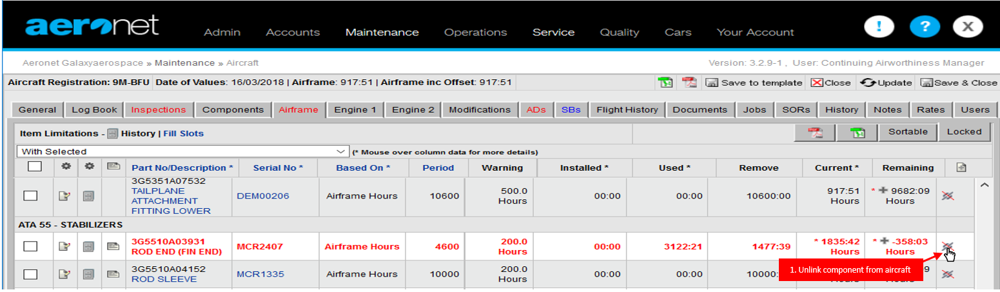 aeronet Admin Accounts Maintenance Operations Service Quality Cars Your Account ! ? X
Aeronet Galaxyaerospace » Maintenance » Aircraft Version: 3.2.9-1 , User: Continuing Airworthiness Manager
Aircraft Registration: 9M-BFU Date of Values: 16/03/2018 | Airframe: 917:51 | Airframe inc Offset: 917:51 Save to template Close Update Save & Close
General Log Book Inspections Components Airframe Engine 1 Engine 2 Modifications ADs SBs Flight History Documents Jobs SORs History Notes Rates Users
Item Limitations - History | Fill Slots Sortable Locked
With Selected (* Mouse over column data for more details)
Part No/Description * Serial No * Based On * Period Warning Installed * Used * Remove Current * Remaining
3G5351A07532
TAILPLANE
ATTACHMENT
FITTING LOWER
DEM00206 Airframe Hours 10600
500.0
Hours
00:00 00:00 10600:00
917:51
Hours
* + 9682:09
Hours
ATA 55 - STABILIZERS
3G5510A03931
ROD END (FIN END)
MCR2407 Airframe Hours 4600
200.0
Hours
00:00 3122:21 1477:39
* 1835:42
Hours
* + -358:03
Hours
3G5510A04152
ROD SLEEVE
MCR1335 Airframe Hours 10000
200.0
Hours
00:00 00:00 10000:
9
1. Unlink component from aircraft